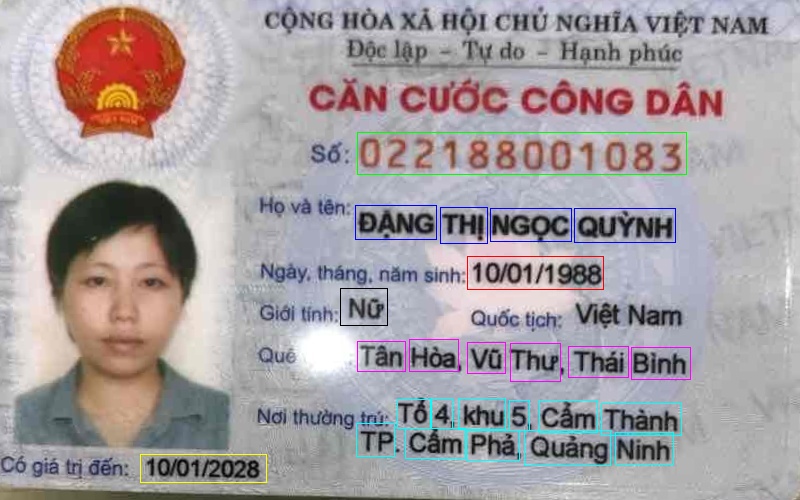 CỘNG HÒA XÃ HỘI CHỦ NGHĨA VIỆT NAM
Độc lập - Tự do - Hạnh phúc
CĂN CƯỚC CÔNG DÂN
Số: 022188001083
Họ và tên: ĐẶNG THỊ NGỌC QUỲNH
Ngày, tháng, năm sinh: 10/01/1988
Giới tính: Nữ Quốc tịch: Việt Nam
Quê Tân Hòa, Vũ Thư, Thái Bình
Nơi thường trú: Tổ 4, khu 5, Cẩm Thành
TP. Cẩm Phả, Quảng Ninh
Có giá trị đến: 10/01/2028